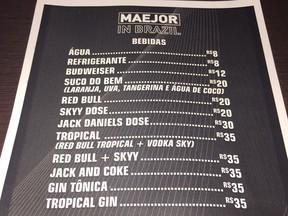 MAEJOR
IN BRAZIL
BEBIDAS
ÁGUA R$8
REFRIGERANTE R$8
BUDWEISER R$12
SUCO DO BEM R$20
(LARANJA, UVA, TANGERINA E ÁGUA DE COCO)
RED BULL R$20
SKYY DOSE R$20
JACK DANIELS DOSE R$30
TROPICAL R$35
(RED BULL TROPICAL + VODKA SKY)
RED BULL + SKYY R$35
JACK AND COKE R$35
GIN TÔNICA R$35
TROPICAL GIN R$35